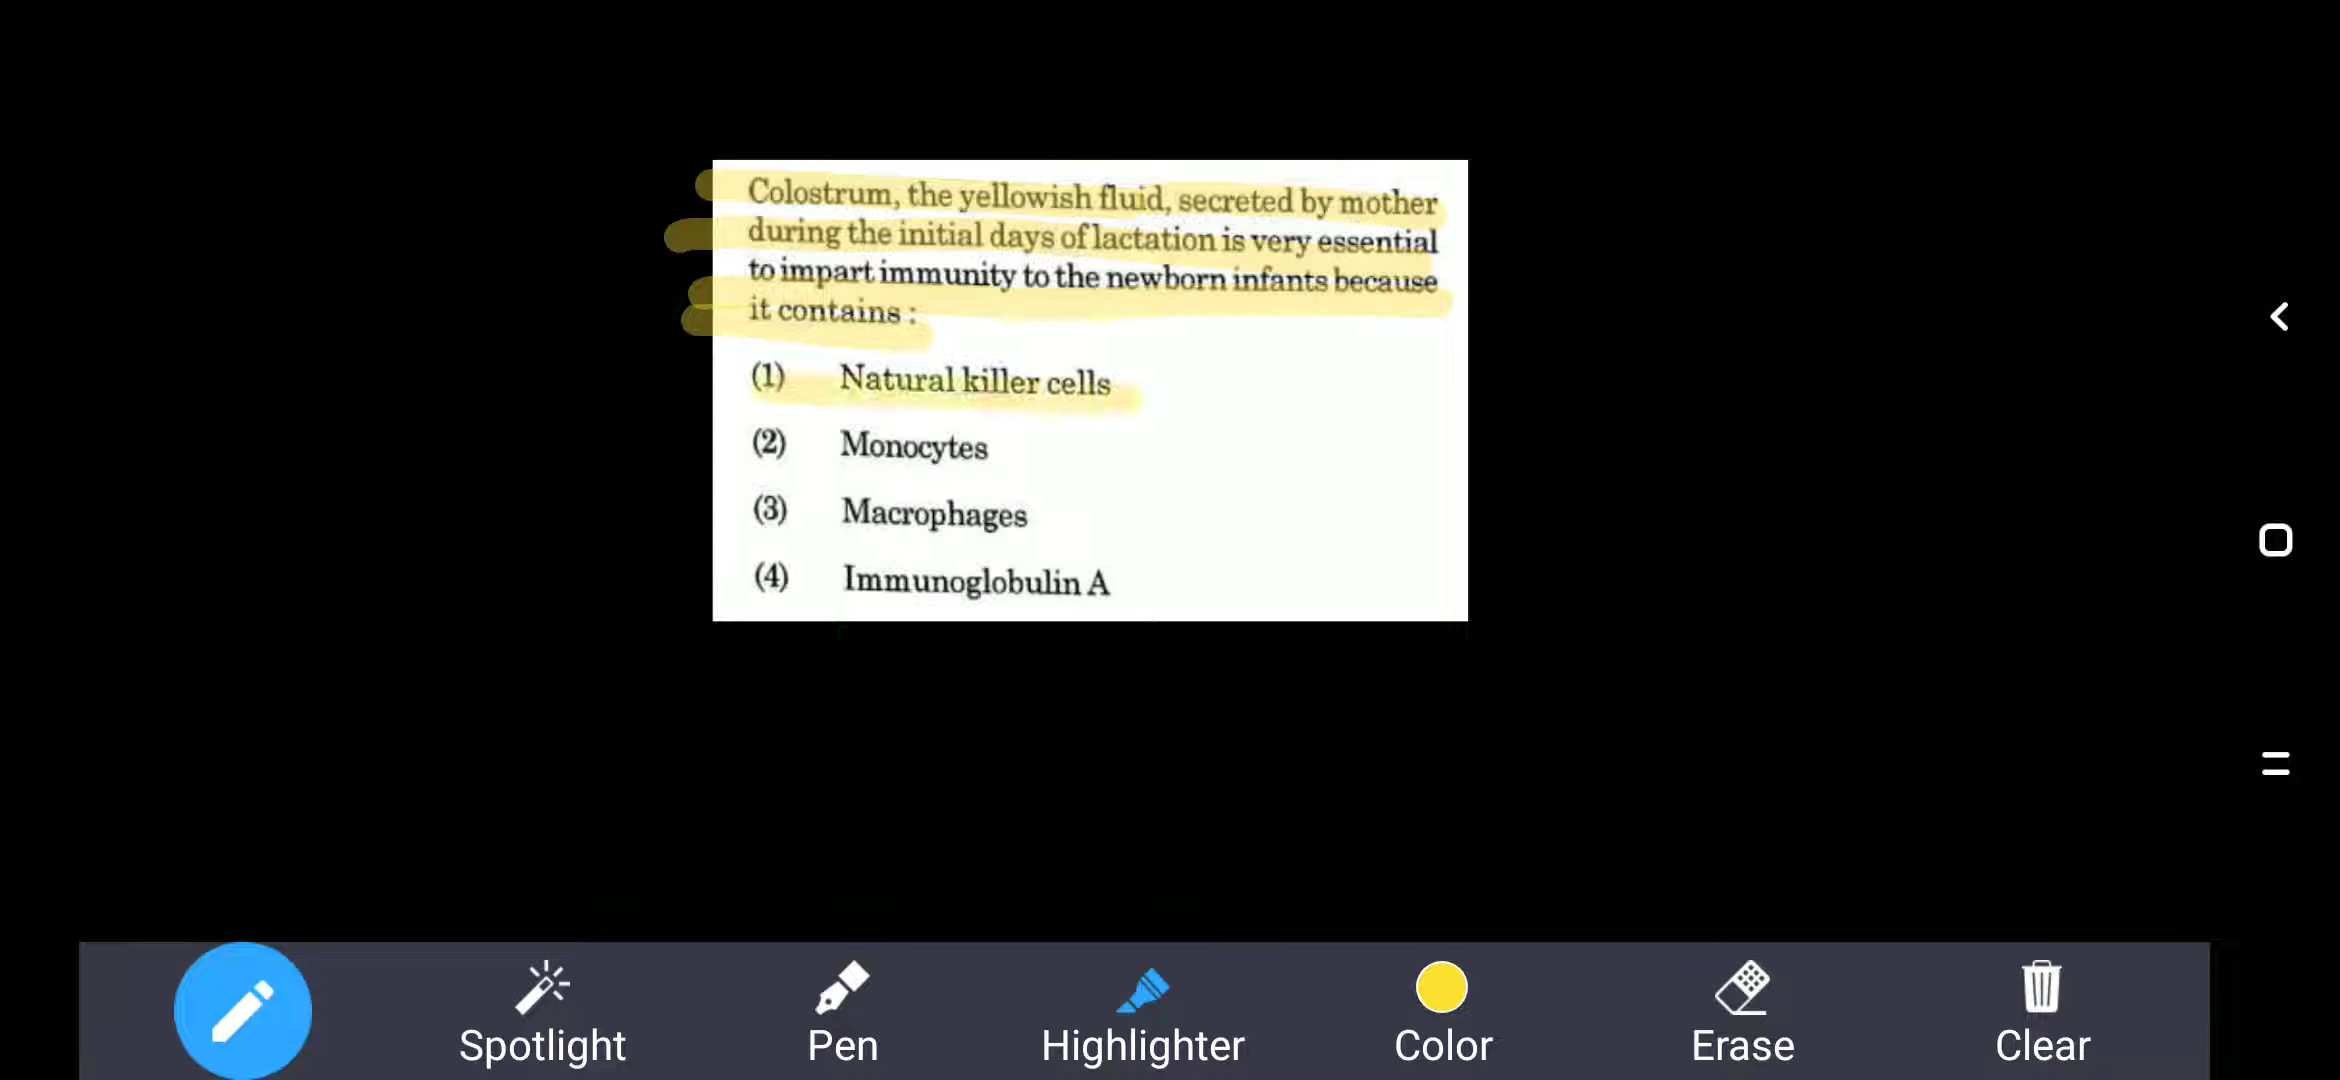 Colostrum, the yellowish fluid, secreted by mother
during the initial days of lactation is very essential
to impart immunity to the newborn infants because
it contains :
(1) Natural killer cells
(2) Monocytes
(3) Macrophages
(4) Immunoglobulin A
Spotlight Pen Highlighter Color Erase Clear